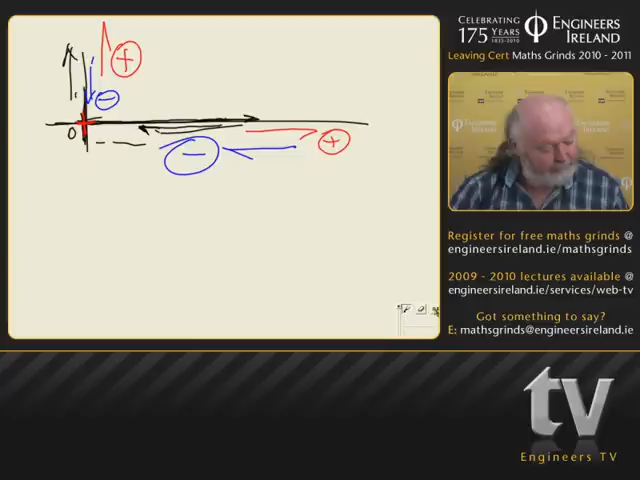 CELEBRATING
175 YEARS
1835-2010
ENGINEERS
IRELAND
Leaving Cert Maths Grinds 2010 - 2011
+
−
0
−
+
Register for free maths grinds @
engineersireland.ie/mathsgrinds
2009 - 2010 lectures available @
engineersireland.ie/services/web-tv
Got something to say?
E: mathsgrinds@engineersireland.ie
tv
Engineers TV